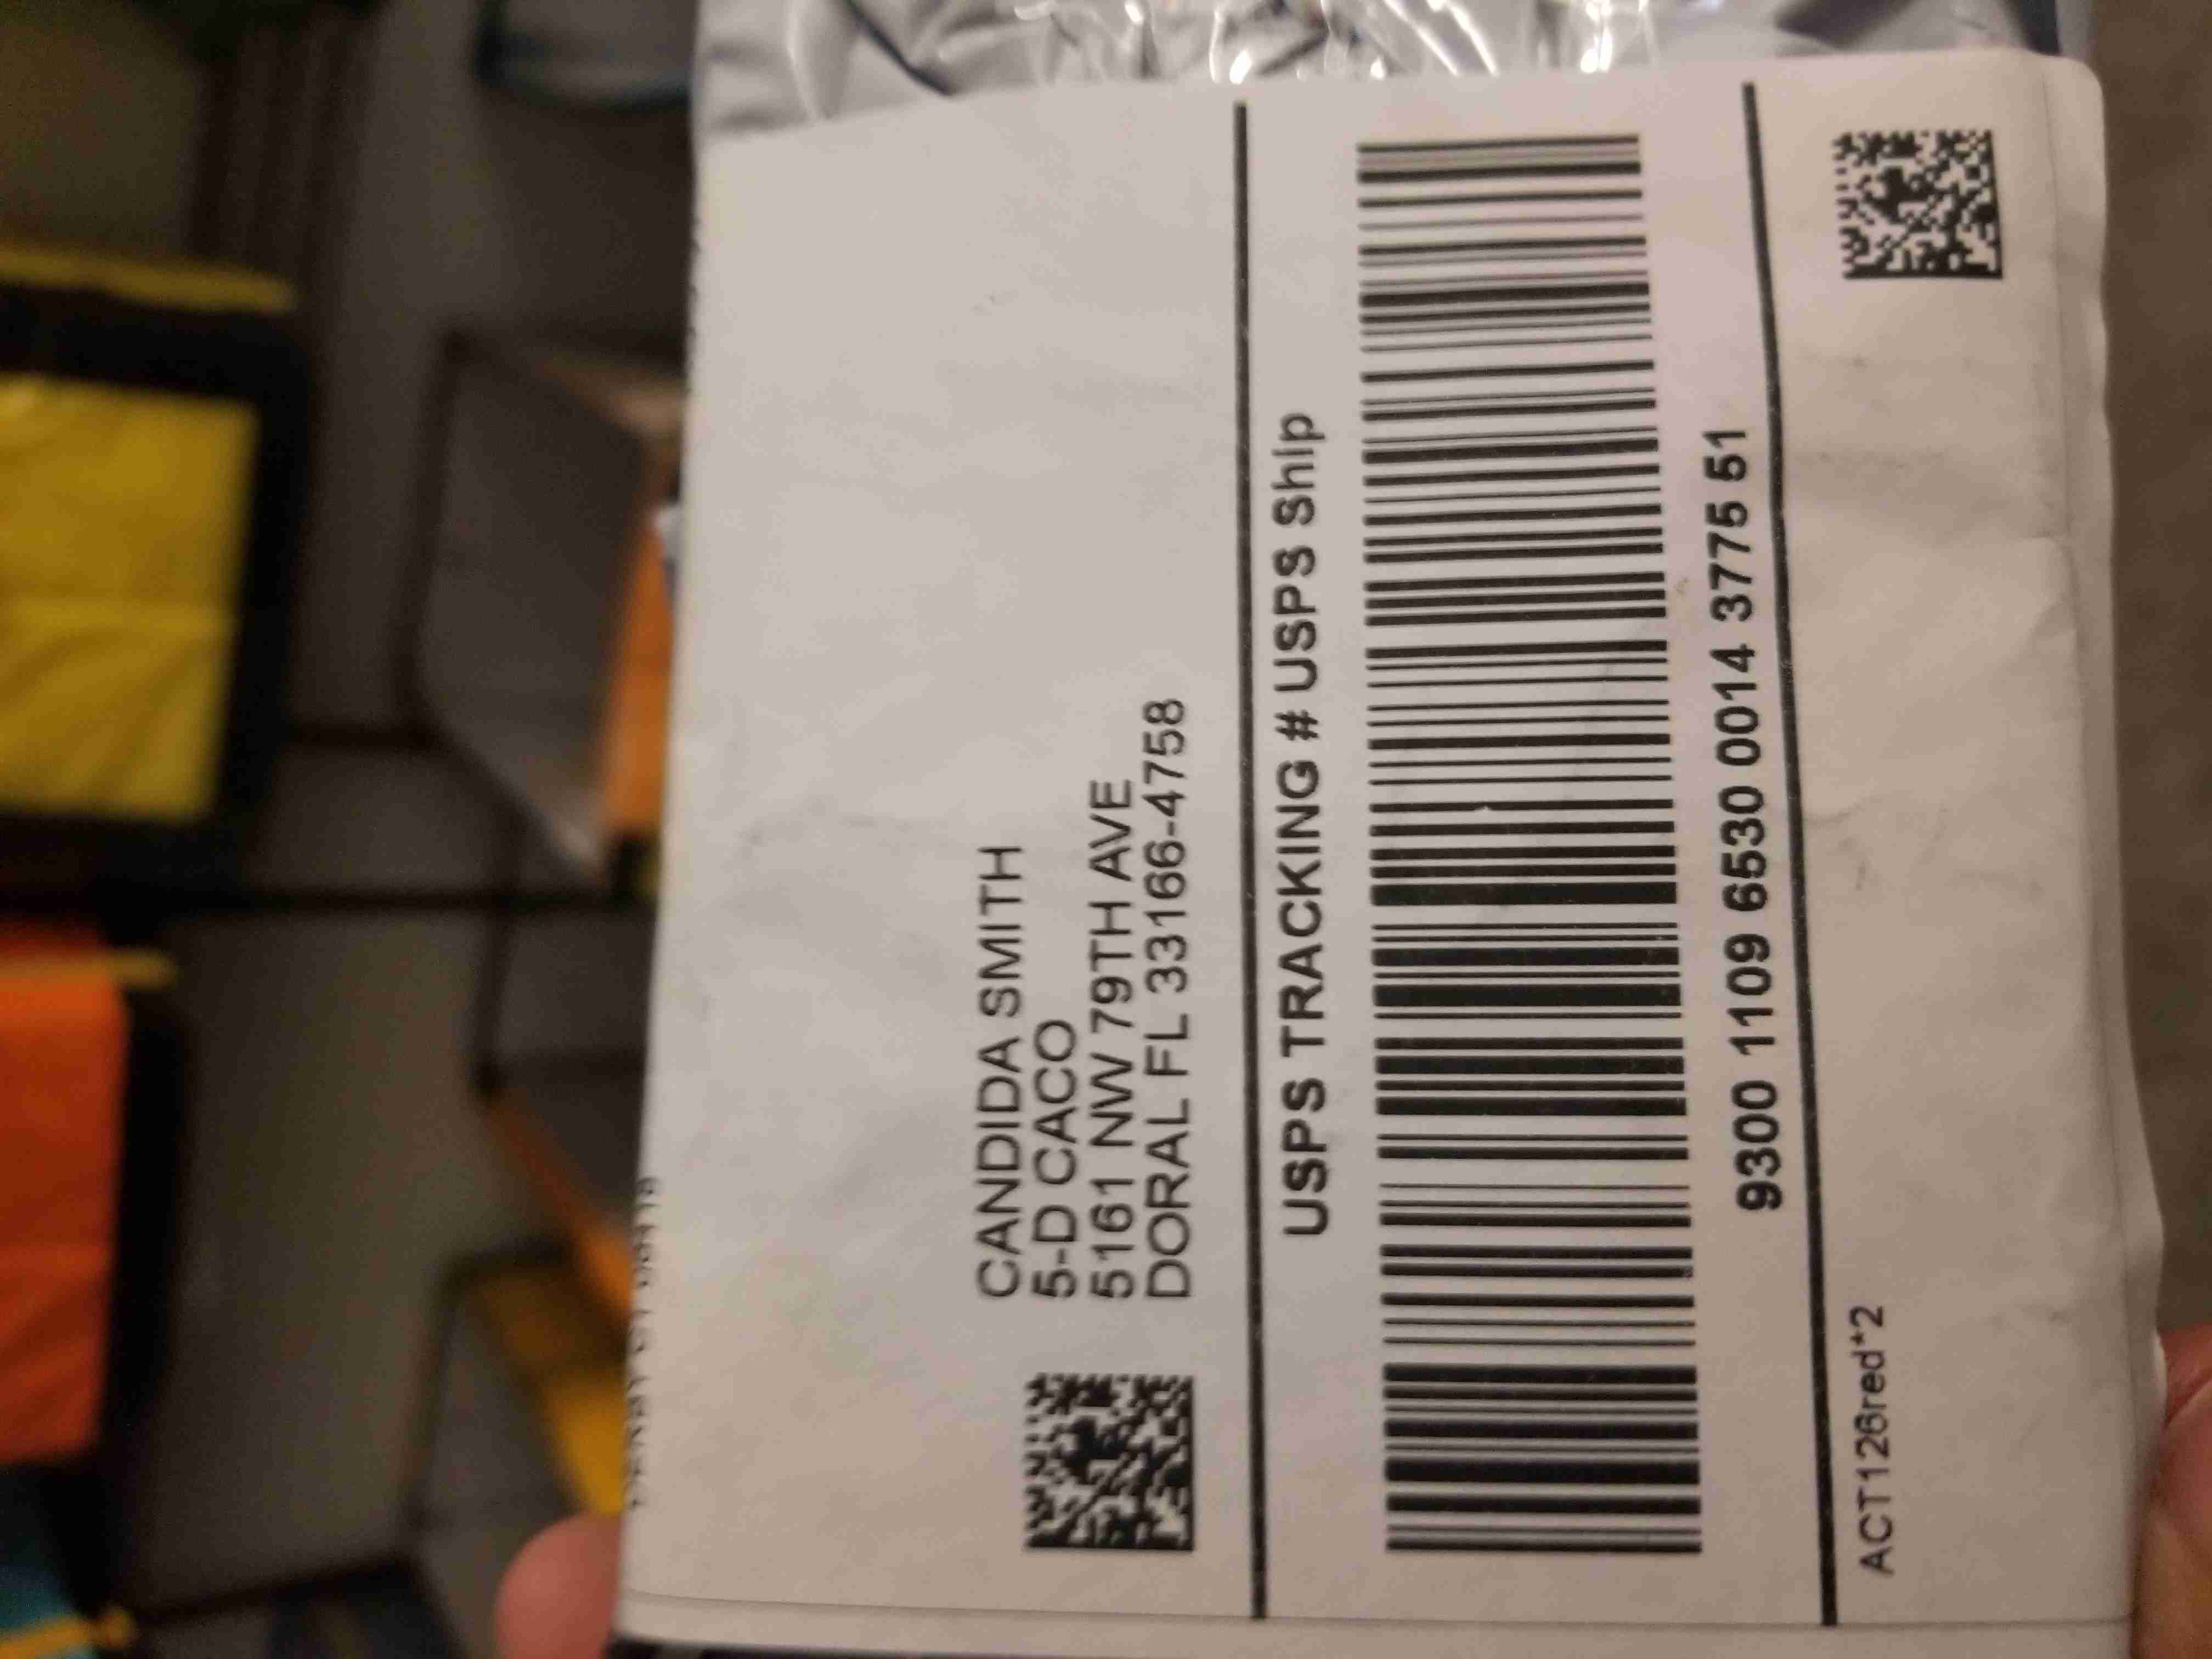 CANDIDA SMITH
5-D CACO
5161 NW 79TH AVE
DORAL FL 33166-4758
USPS TRACKING # USPS Ship
9300 1109 6530 0014 3775 51
ACT126red*2